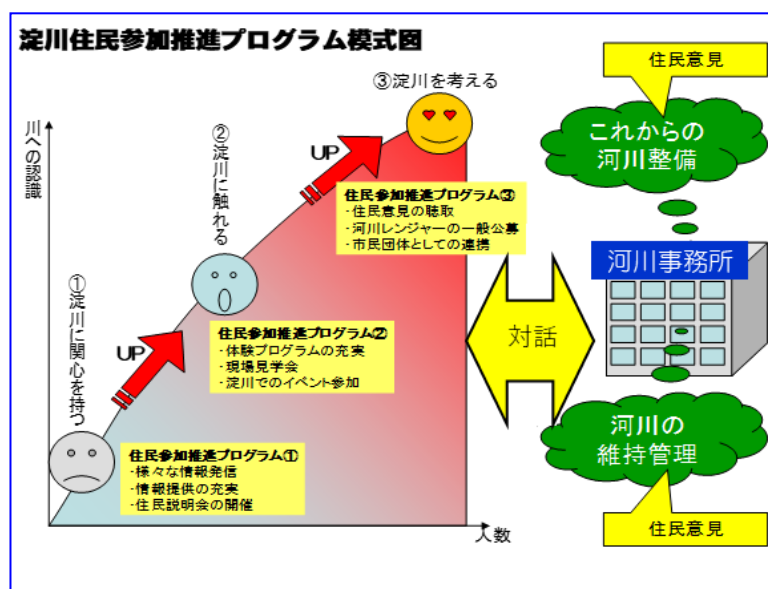 淀川住民参加推進プログラム模式図
川への認識
①淀川に関心を持つ
UP
②淀川に触れる
UP
③淀川を考える
住民参加推進プログラム①
・様々な情報発信
・情報提供の充実
・住民説明会の開催
住民参加推進プログラム②
・体験プログラムの充実
・現場見学会
・淀川でのイベント参加
住民参加推進プログラム③
・住民意見の聴取
・河川レンジャーの一般公募
・市民団体としての連携
人数
対話
住民意見
これからの
河川整備
河川事務所
河川の
維持管理
住民意見